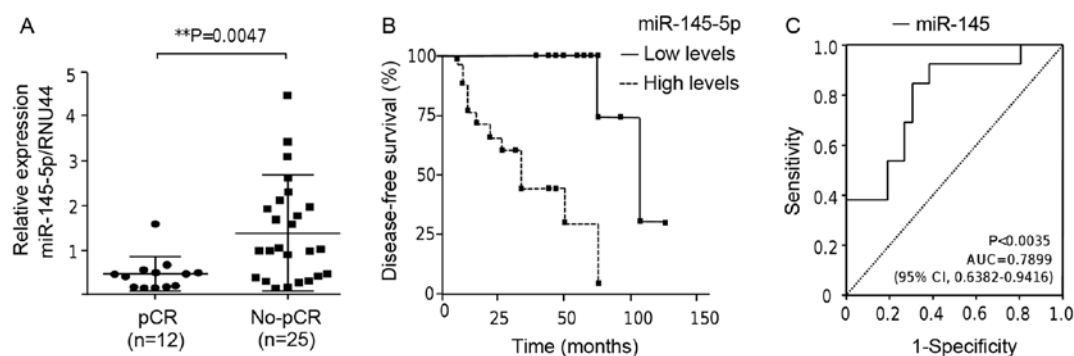 A
**P=0.0047
Relative expression
miR-145-5p/RNU44
5
4
3
2
1
pCR
(n=12)
No-pCR
(n=25)
B
miR-145-5p
Low levels
High levels
Disease-free survival (%)
100
75
50
25
0
0
25
50
75
100
126
Time (months)
C
miR-145
Sensitivity
1.0
0.8
0.6
0.4
0.2
0
P<0.0035
AUC=0.7899
(95% CI, 0.6382-0.9416)
0
0.2
0.4
0.6
0.8
1.0
1-Specificity